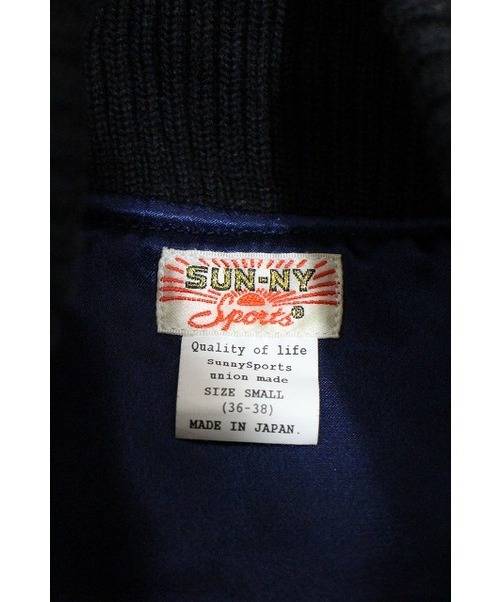 SUN-NY
Sports®
Quality of life
SunnySports
union made
SIZE SMALL
(36-38)
MADE IN JAPAN.